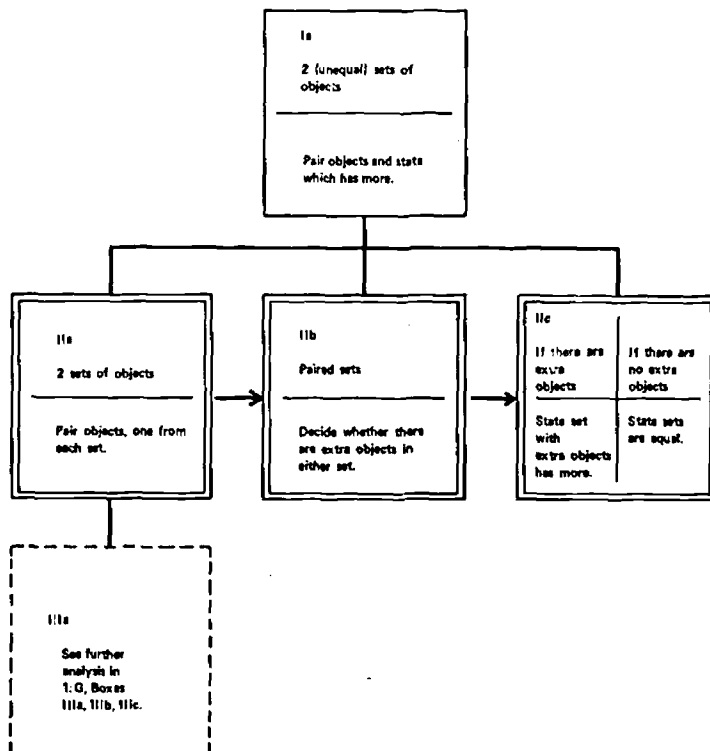 Ia
2 (unequal) sets of
objects
Pair objects and state
which has more.
IIa
2 sets of objects
Pair objects, one from
each set.
IIb
Paired sets
Decide whether there
are extra objects in
either set.
IIc
If there are
extra
objects
If there are
no extra
objects
State set
with
extra objects
has more.
State sets
are equal.
IIIa
See further
analysis in
1: G, Boxes
IIIa, IIIb, IIIc.